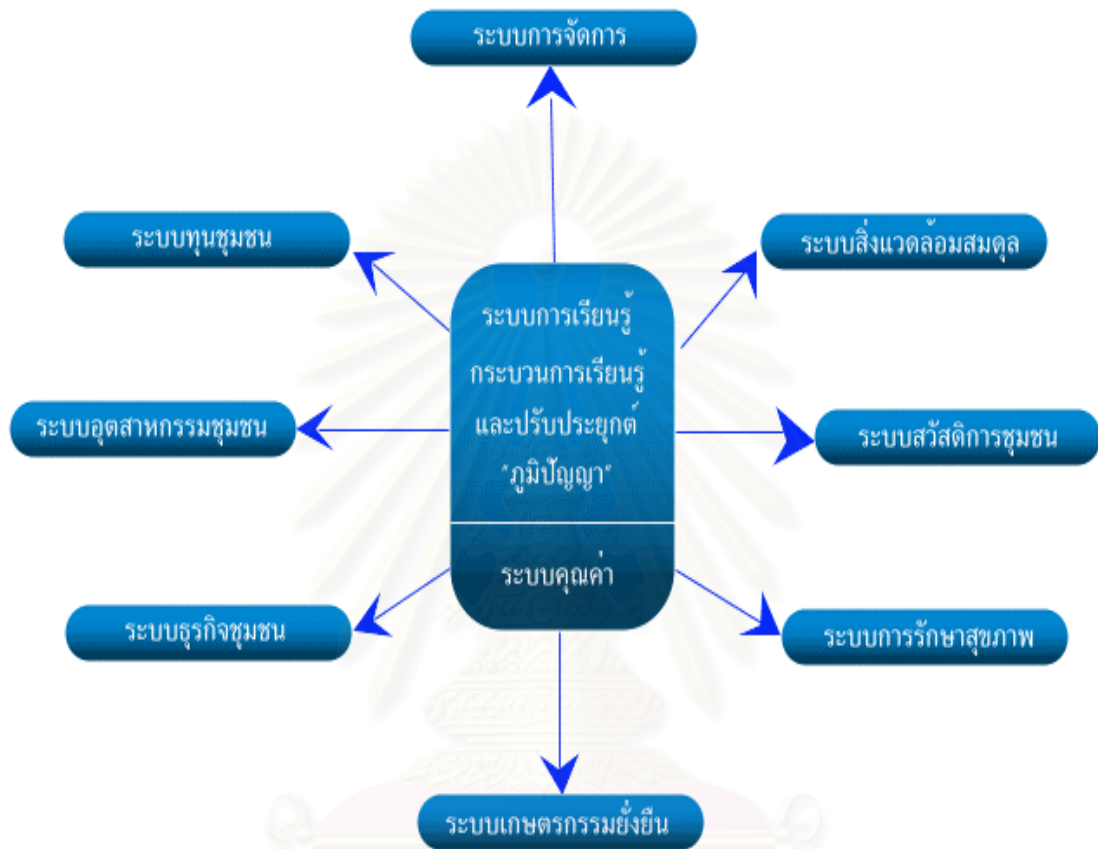 ระบบการจัดการ
ระบบทุนชุมชน
ระบบสิ่งแวดล้อมสมดุล
ระบบการเรียนรู้
กระบวนการเรียนรู้
และปรับประยุกต์
"ภูมิปัญญา"
ระบบอุตสาหกรรมชุมชน
ระบบสวัสดิการชุมชน
ระบบคุณค่า
ระบบธุรกิจชุมชน
ระบบการรักษาสุขภาพ
ระบบเกษตรกรรมยั่งยืน